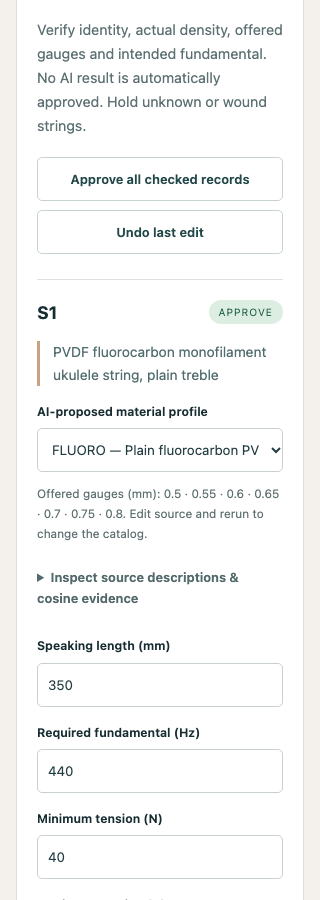 Verify identity, actual density, offered
gauges and intended fundamental.
No AI result is automatically
approved. Hold unknown or wound
strings.
Approve all checked records
Undo last edit
S1
APPROVE
PVDF fluorocarbon monofilament
ukulele string, plain treble
AI-proposed material profile
FLUORO — Plain fluorocarbon PV
Offered gauges (mm): 0.5 · 0.55 · 0.6 · 0.65
· 0.7 · 0.75 · 0.8. Edit source and rerun to
change the catalog.
▶ Inspect source descriptions &
cosine evidence
Speaking length (mm)
350
Required fundamental (Hz)
440
Minimum tension (N)
40